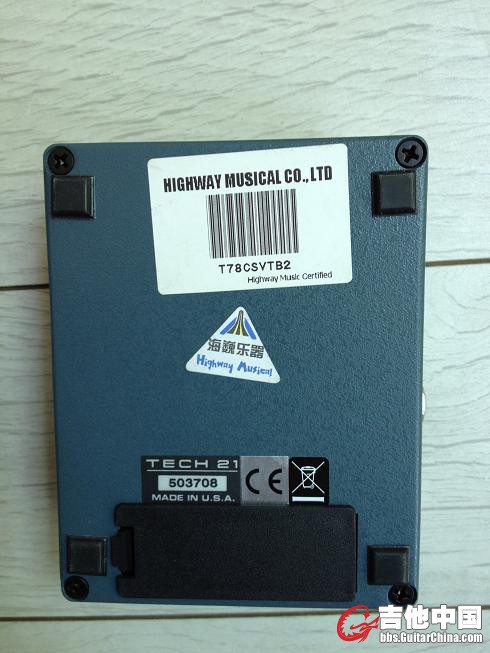 HIGHWAY MUSICAL CO.,LTD
T78CSVTB2
Highway Music Certified
海巍乐器
Highway Musical
TECH 21
503708
MADE IN U.S.A.
CE
吉他中国
bbs.GuitarChina.com